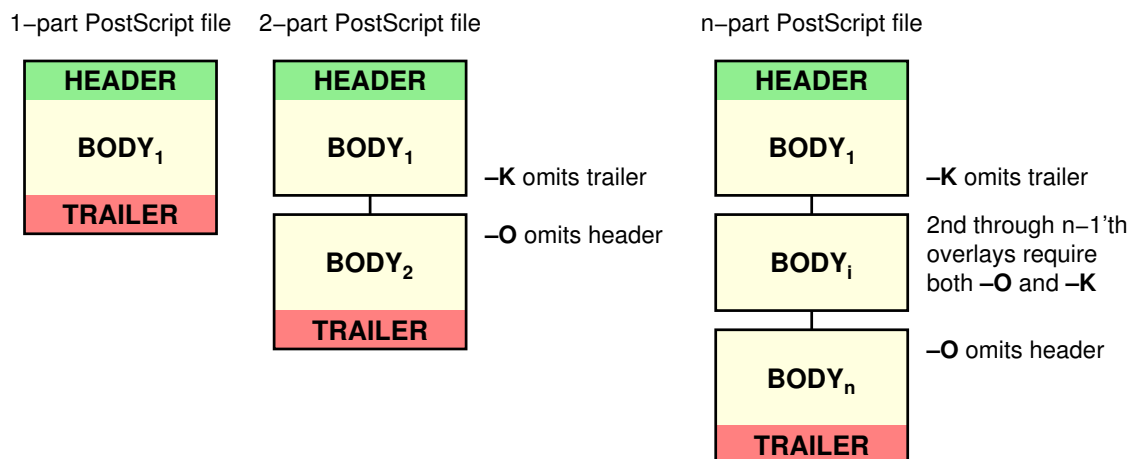 1−part PostScript file
HEADER
BODY₁
TRAILER
2−part PostScript file
HEADER
BODY₁
−K omits trailer
−O omits header
BODY₂
TRAILER
n−part PostScript file
HEADER
BODY₁
−K omits trailer
2nd through n−1'th
overlays require
both −O and −K
BODYᵢ
−O omits header
BODYₙ
TRAILER